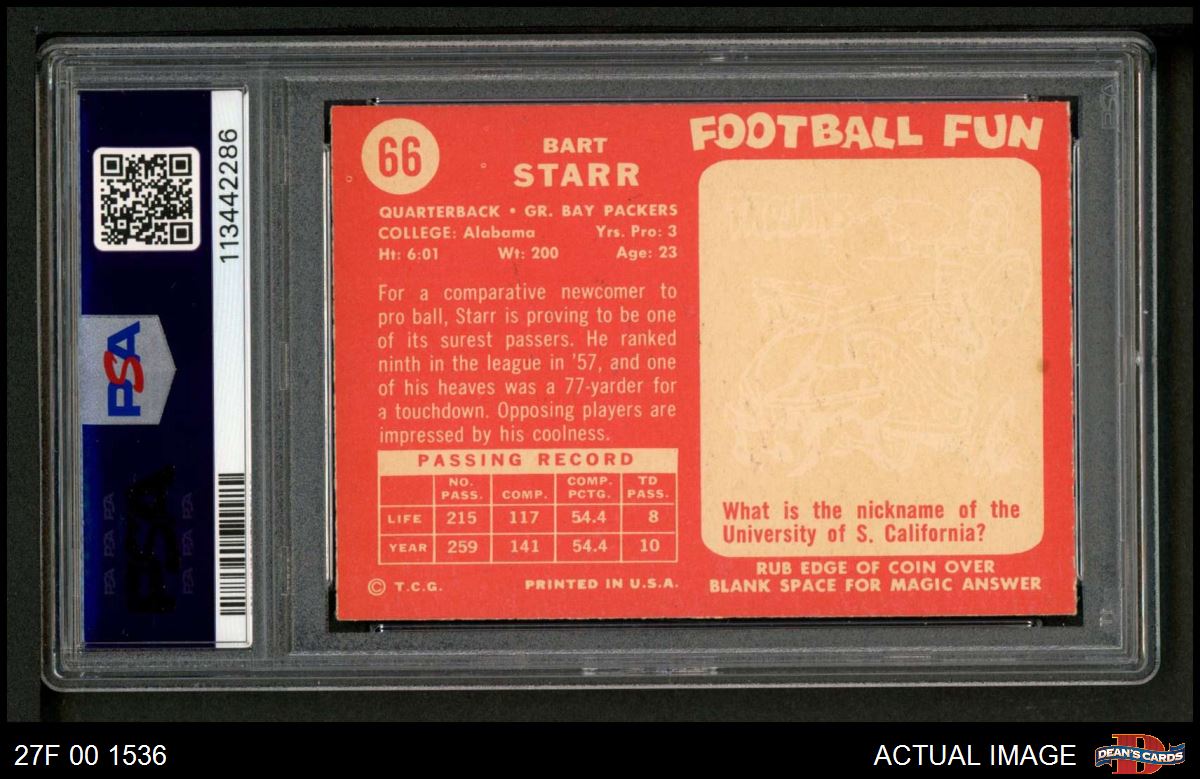 113442286
PSA
66
BART
STARR
QUARTERBACK • GR. BAY PACKERS
COLLEGE: Alabama Yrs. Pro: 3
Ht: 6:01 Wt: 200 Age: 23
For a comparative newcomer to
pro ball, Starr is proving to be one
of its surest passers. He ranked
ninth in the league in '57, and one
of his heaves was a 77-yarder for
a touchdown. Opposing players are
impressed by his coolness.
PASSING RECORD
NO. PASS. COMP. COMP. PCTG. TD PASS.
LIFE 215 117 54.4 8
YEAR 259 141 54.4 10
© T.C.G. PRINTED IN U.S.A.
FOOTBALL FUN
What is the nickname of the
University of S. California?
RUB EDGE OF COIN OVER
BLANK SPACE FOR MAGIC ANSWER
27F 00 1536
ACTUAL IMAGE
DEAN'S CARDS